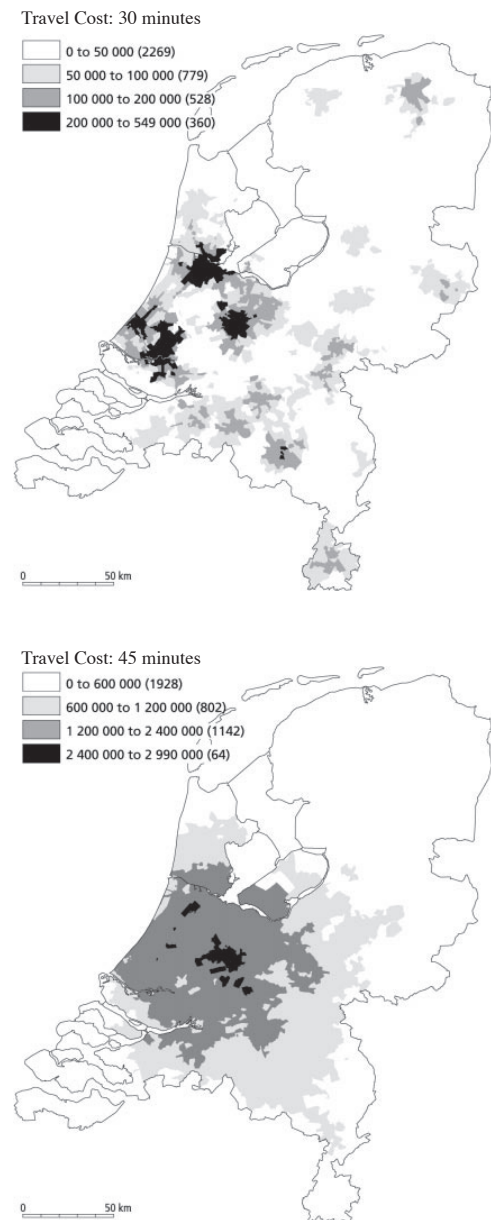 Travel Cost: 30 minutes
0 to 50 000 (2269)
50 000 to 100 000 (779)
100 000 to 200 000 (528)
200 000 to 549 000 (360)
0 50 km
Travel Cost: 45 minutes
0 to 600 000 (1928)
600 000 to 1 200 000 (802)
1 200 000 to 2 400 000 (1142)
2 400 000 to 2 990 000 (64)
0 50 km